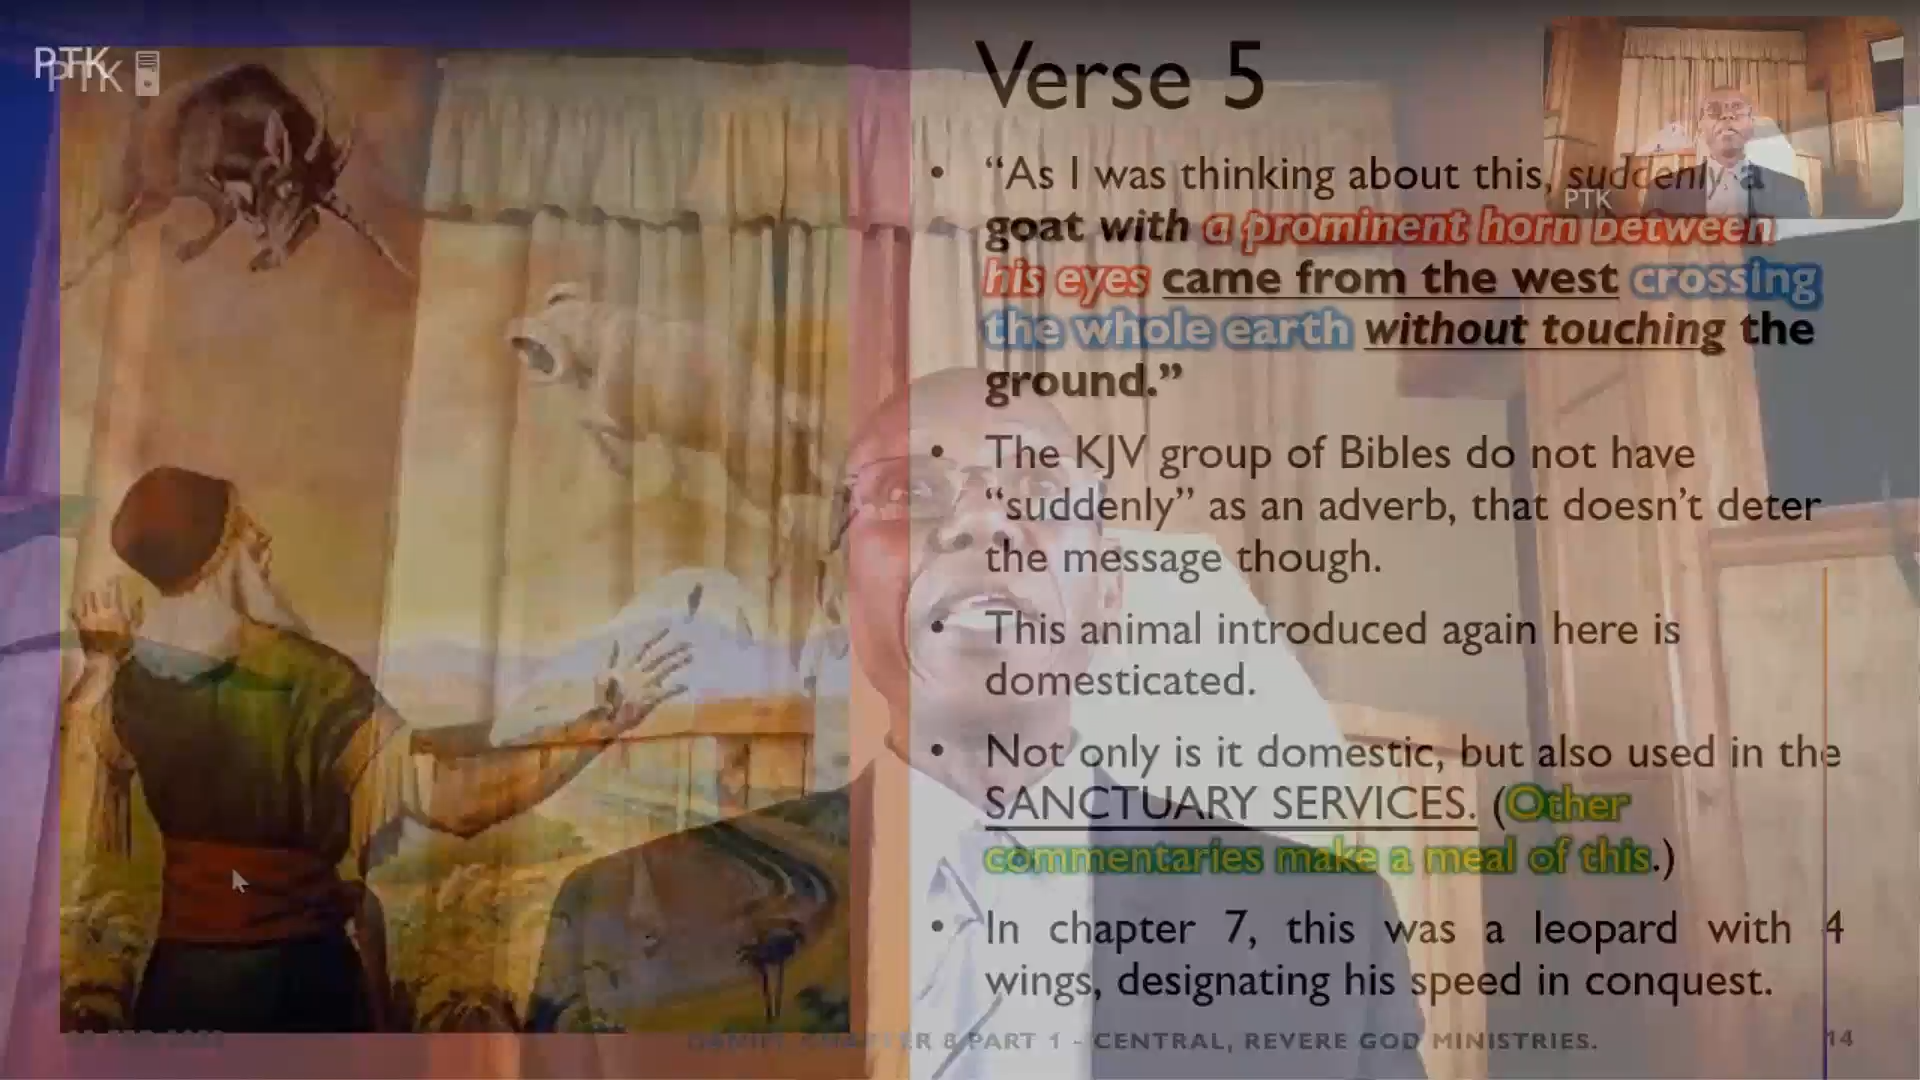 PTK
PTK
Verse 5
PTK
• “As I was thinking about this, suddenly a
goat with a prominent horn between
his eyes came from the west crossing
the whole earth without touching the
ground.”
• The KJV group of Bibles do not have
“suddenly” as an adverb, that doesn’t deter
the message though.
• This animal introduced again here is
domesticated.
• Not only is it domestic, but also used in the
SANCTUARY SERVICES. (Other
commentaries make a meal of this.)
• In chapter 7, this was a leopard with 4
wings, designating his speed in conquest.
DANIEL CHAPTER 8 PART 1 - CENTRAL, REVERE GOD MINISTRIES.
14